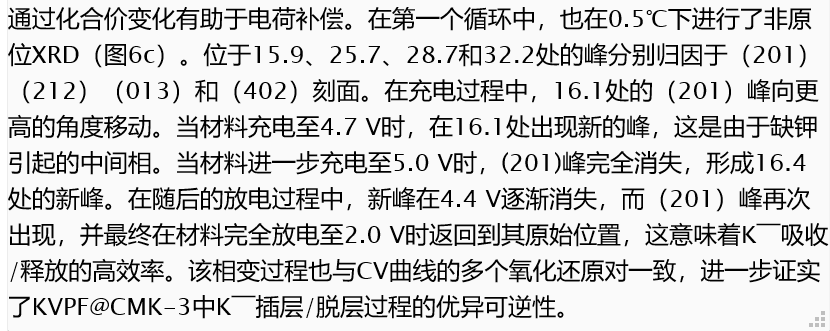 通过化合价变化有助于电荷补偿。在第一个循环中，也在0.5℃下进行了非原
位XRD（图6c）。位于15.9、25.7、28.7和32.2处的峰分别归因于（201）
（212）（013）和（402）刻面。在充电过程中，16.1处的（201）峰向更
高的角度移动。当材料充电至4.7 V时，在16.1处出现新的峰，这是由于缺钾
引起的中间相。当材料进一步充电至5.0 V时，(201)峰完全消失，形成16.4
处的新峰。在随后的放电过程中，新峰在4.4 V逐渐消失，而（201）峰再次
出现，并最终在材料完全放电至2.0 V时返回到其原始位置，这意味着K￣吸收
/释放的高效率。该相变过程也与CV曲线的多个氧化还原对一致，进一步证实
了KVPF@CMK-3中K￣插层/脱层过程的优异可逆性。